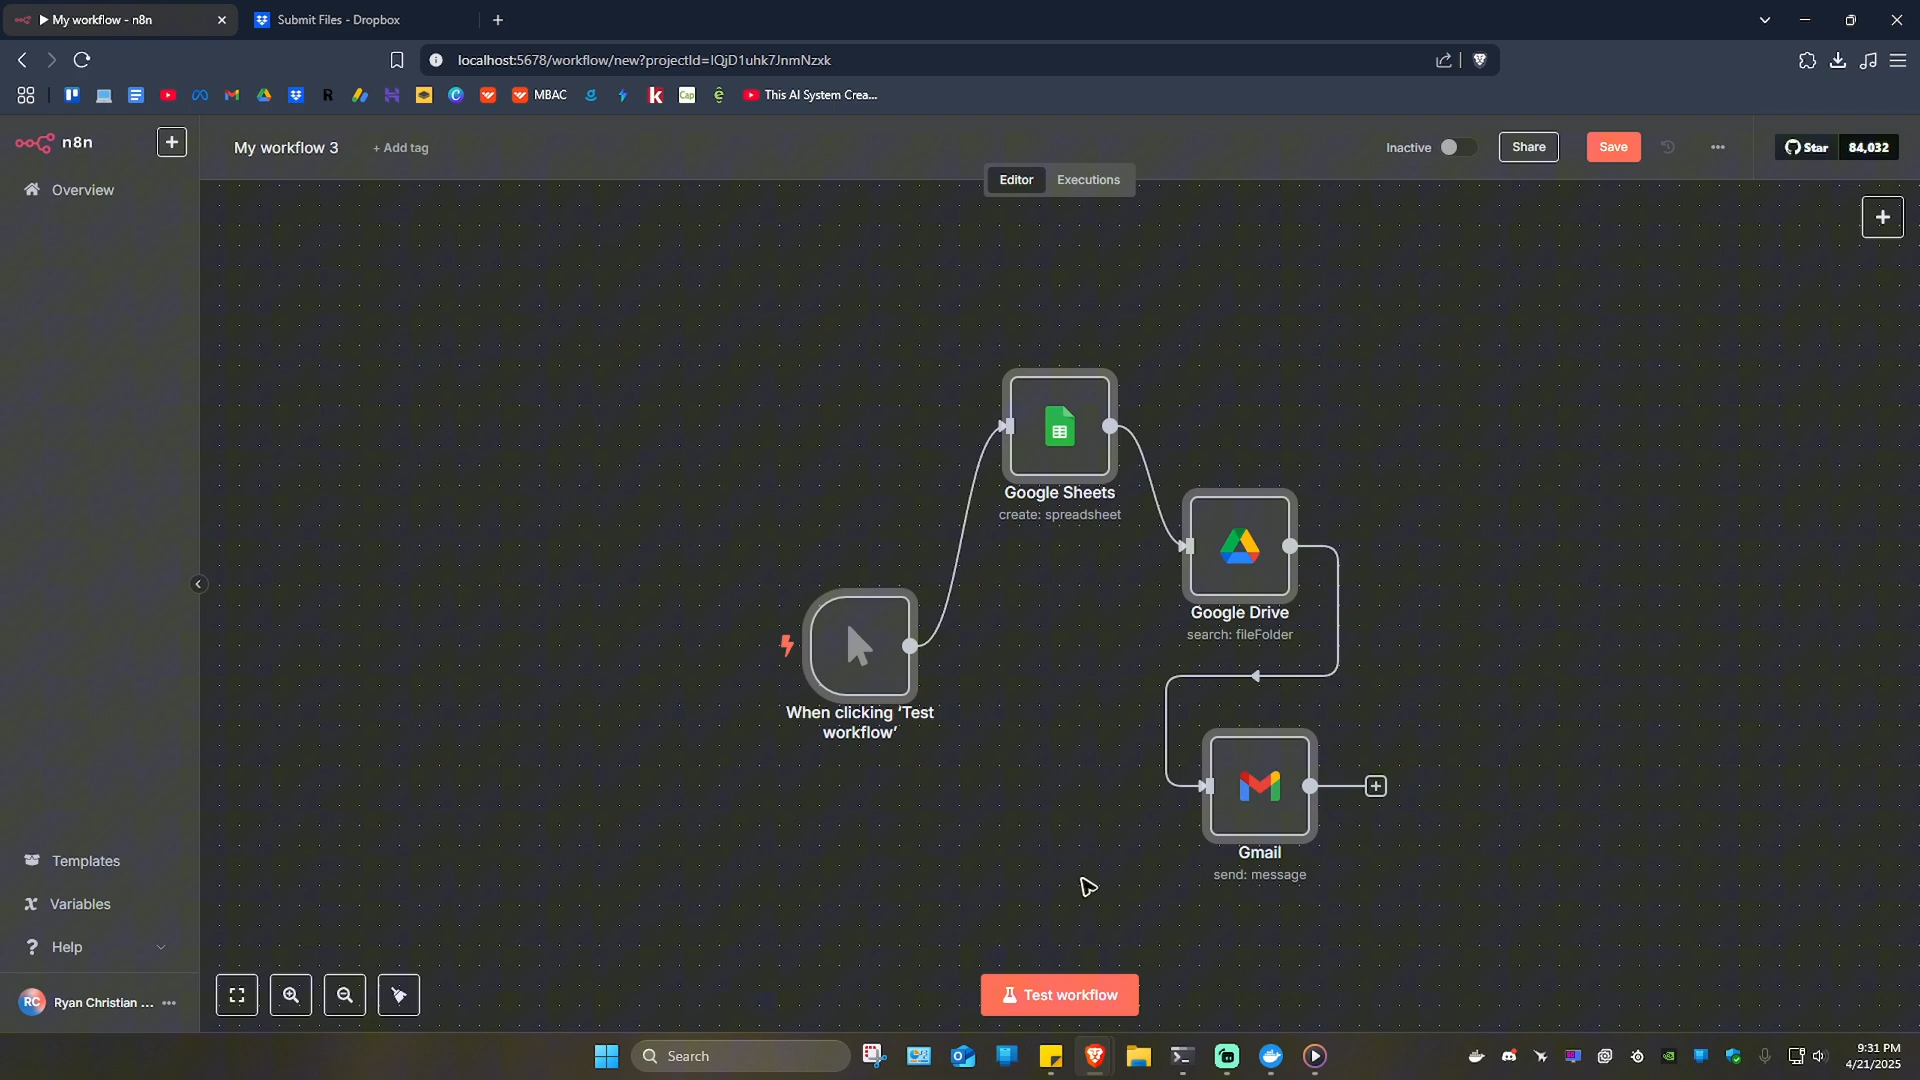 My workflow - n8n
Submit Files - Dropbox
localhost:5678/workflow/new?projectId=IQjD1uhk7JnmNzxk
MBAC
Cap
This AI System Crea...
n8n
My workflow 3
+ Add tag
Inactive
Share
Save
Star
84,032
Editor
Executions
Overview
Google Sheets
create: spreadsheet
Google Drive
search: fileFolder
When clicking ‘Test
workflow’
Gmail
send: message
Templates
Variables
Help
RC
Ryan Christian ...
Test workflow
Search
9:31 PM
4/21/2025